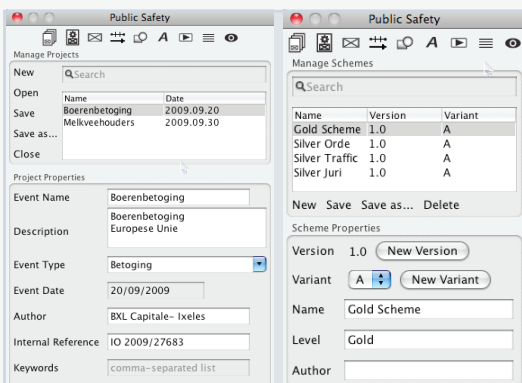 Public Safety
A
Manage Projects
New
Search
Open
Save
Save as...
Close
Name Date
Boerenbetoging 2009.09.20
Melkveehouders 2009.09.30
Project Properties
Event Name Boerenbetoging
Description Boerenbetoging
Europese Unie
Event Type Betoging
Event Date 20/09/2009
Author BXL Capitale- Ixeles
Internal Reference IO 2009/27683
Keywords comma-separated list
Public Safety
A
Manage Schemes
Search
Name Version Variant
Gold Scheme 1.0 A
Silver Orde 1.0 A
Silver Traffic 1.0 A
Silver Juri 1.0 A
New Save Save as... Delete
Scheme Properties
Version 1.0 New Version
Variant A New Variant
Name Gold Scheme
Level Gold
Author